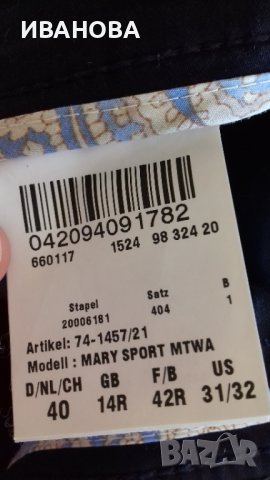 ИВАНОВА
042094091782
660117 1524 98 324 20
Stapel Satz B
20006181 404 1
Artikel: 74-1457/21
Modell: MARY SPORT MTWA
D/NL/CH GB F/B US
40 14R 42R 31/32
BAZAR